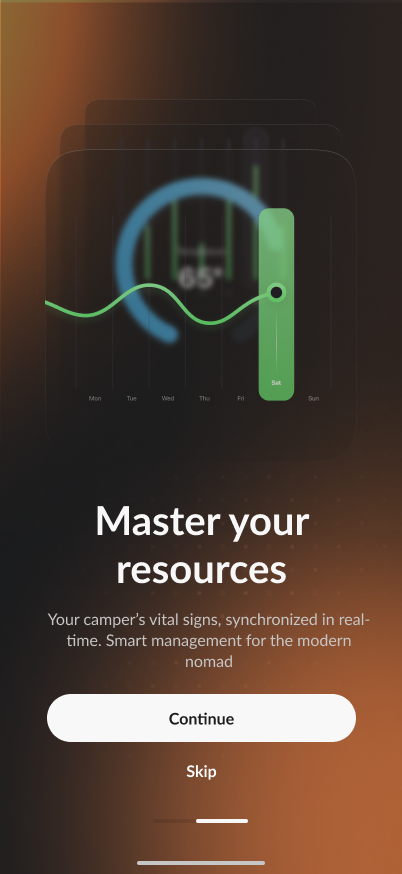 65°
Mon Tue Wed Thu Fri Sat Sun
Master your
resources
Your camper's vital signs, synchronized in real-
time. Smart management for the modern
nomad
Continue
Skip